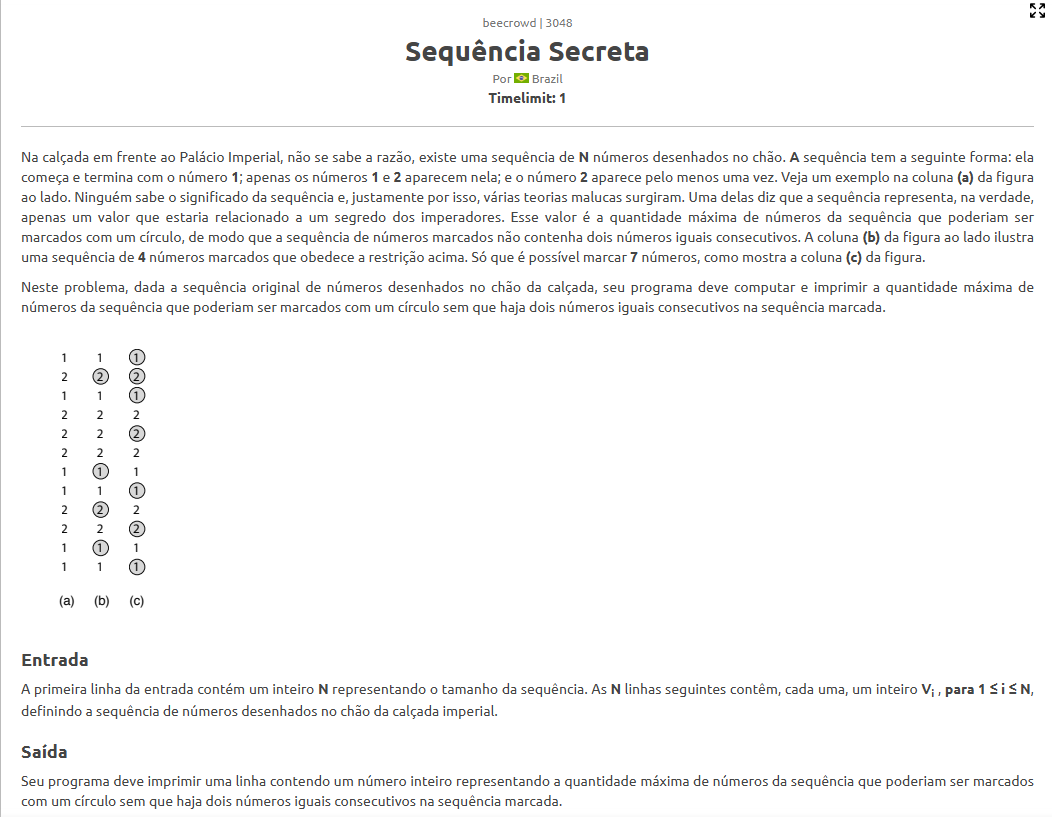 beecrowd | 3048
Sequência Secreta
Por Brazil
Timelimit: 1
Na calçada em frente ao Palácio Imperial, não se sabe a razão, existe uma sequência de N números desenhados no chão. A sequência tem a seguinte forma: ela
começa e termina com o número 1; apenas os números 1 e 2 aparecem nela; e o número 2 aparece pelo menos uma vez. Veja um exemplo na coluna (a) da figura
ao lado. Ninguém sabe o significado da sequência e, justamente por isso, várias teorias malucas surgiram. Uma delas diz que a sequência representa, na verdade,
apenas um valor que estaria relacionado a um segredo dos imperadores. Esse valor é a quantidade máxima de números da sequência que poderiam ser
marcados com um círculo, de modo que a sequência de números marcados não contenha dois números iguais consecutivos. A coluna (b) da figura ao lado ilustra
uma sequência de 4 números marcados que obedece a restrição acima. Só que é possível marcar 7 números, como mostra a coluna (c) da figura.
Neste problema, dada a sequência original de números desenhados no chão da calçada, seu programa deve computar e imprimir a quantidade máxima de
números da sequência que poderiam ser marcados com um círculo sem que haja dois números iguais consecutivos na sequência marcada.
1 1 1
2 2 2
1 1 1
2 2 2
2 2 2
2 2 2
1 1 1
1 1 1
2 2 2
2 2 2
1 1 1
1 1 1
(a) (b) (c)
Entrada
A primeira linha da entrada contém um inteiro N representando o tamanho da sequência. As N linhas seguintes contêm, cada uma, um inteiro Vi , para 1 ≤ i ≤ N,
definindo a sequência de números desenhados no chão da calçada imperial.
Saída
Seu programa deve imprimir uma linha contendo um número inteiro representando a quantidade máxima de números da sequência que poderiam ser marcados
com um círculo sem que haja dois números iguais consecutivos na sequência marcada.